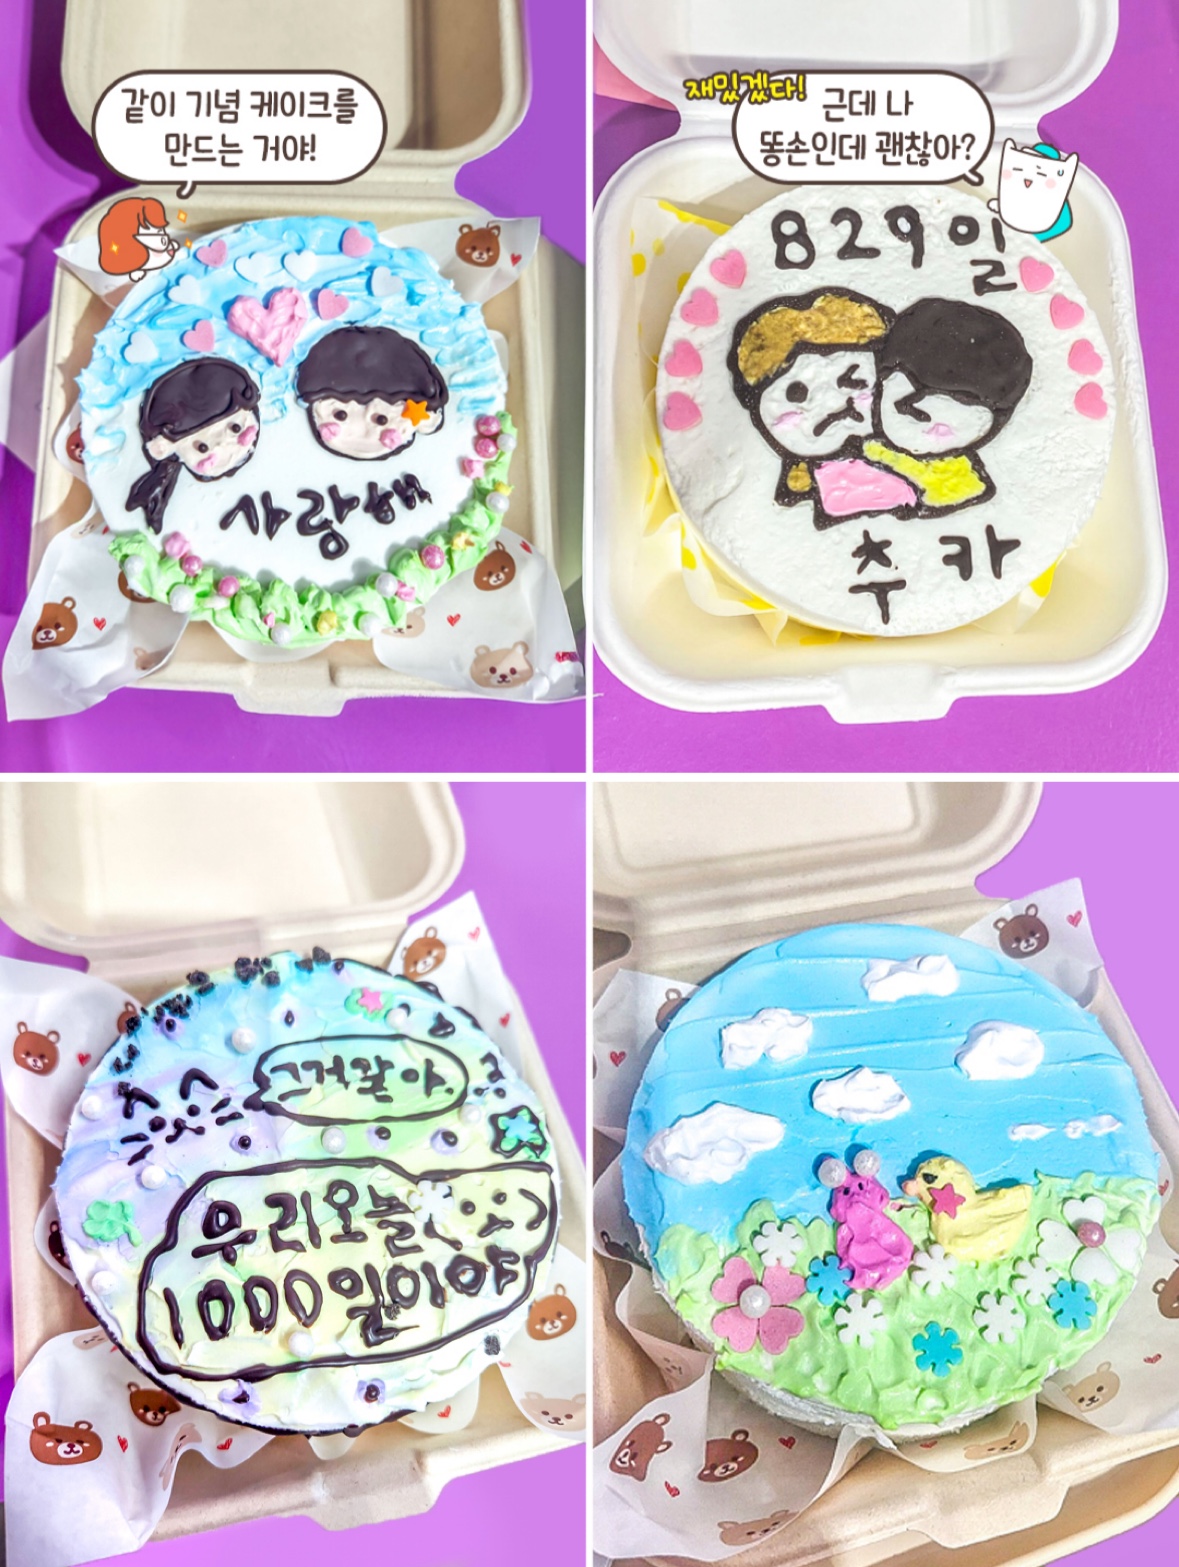 같이 기념 케이크를
만드는 거야!
재밌겠다!
근데 나
똥손인데 괜찮아?
사랑해
829일
추카
그거갈아
우리오늘
1000일이야